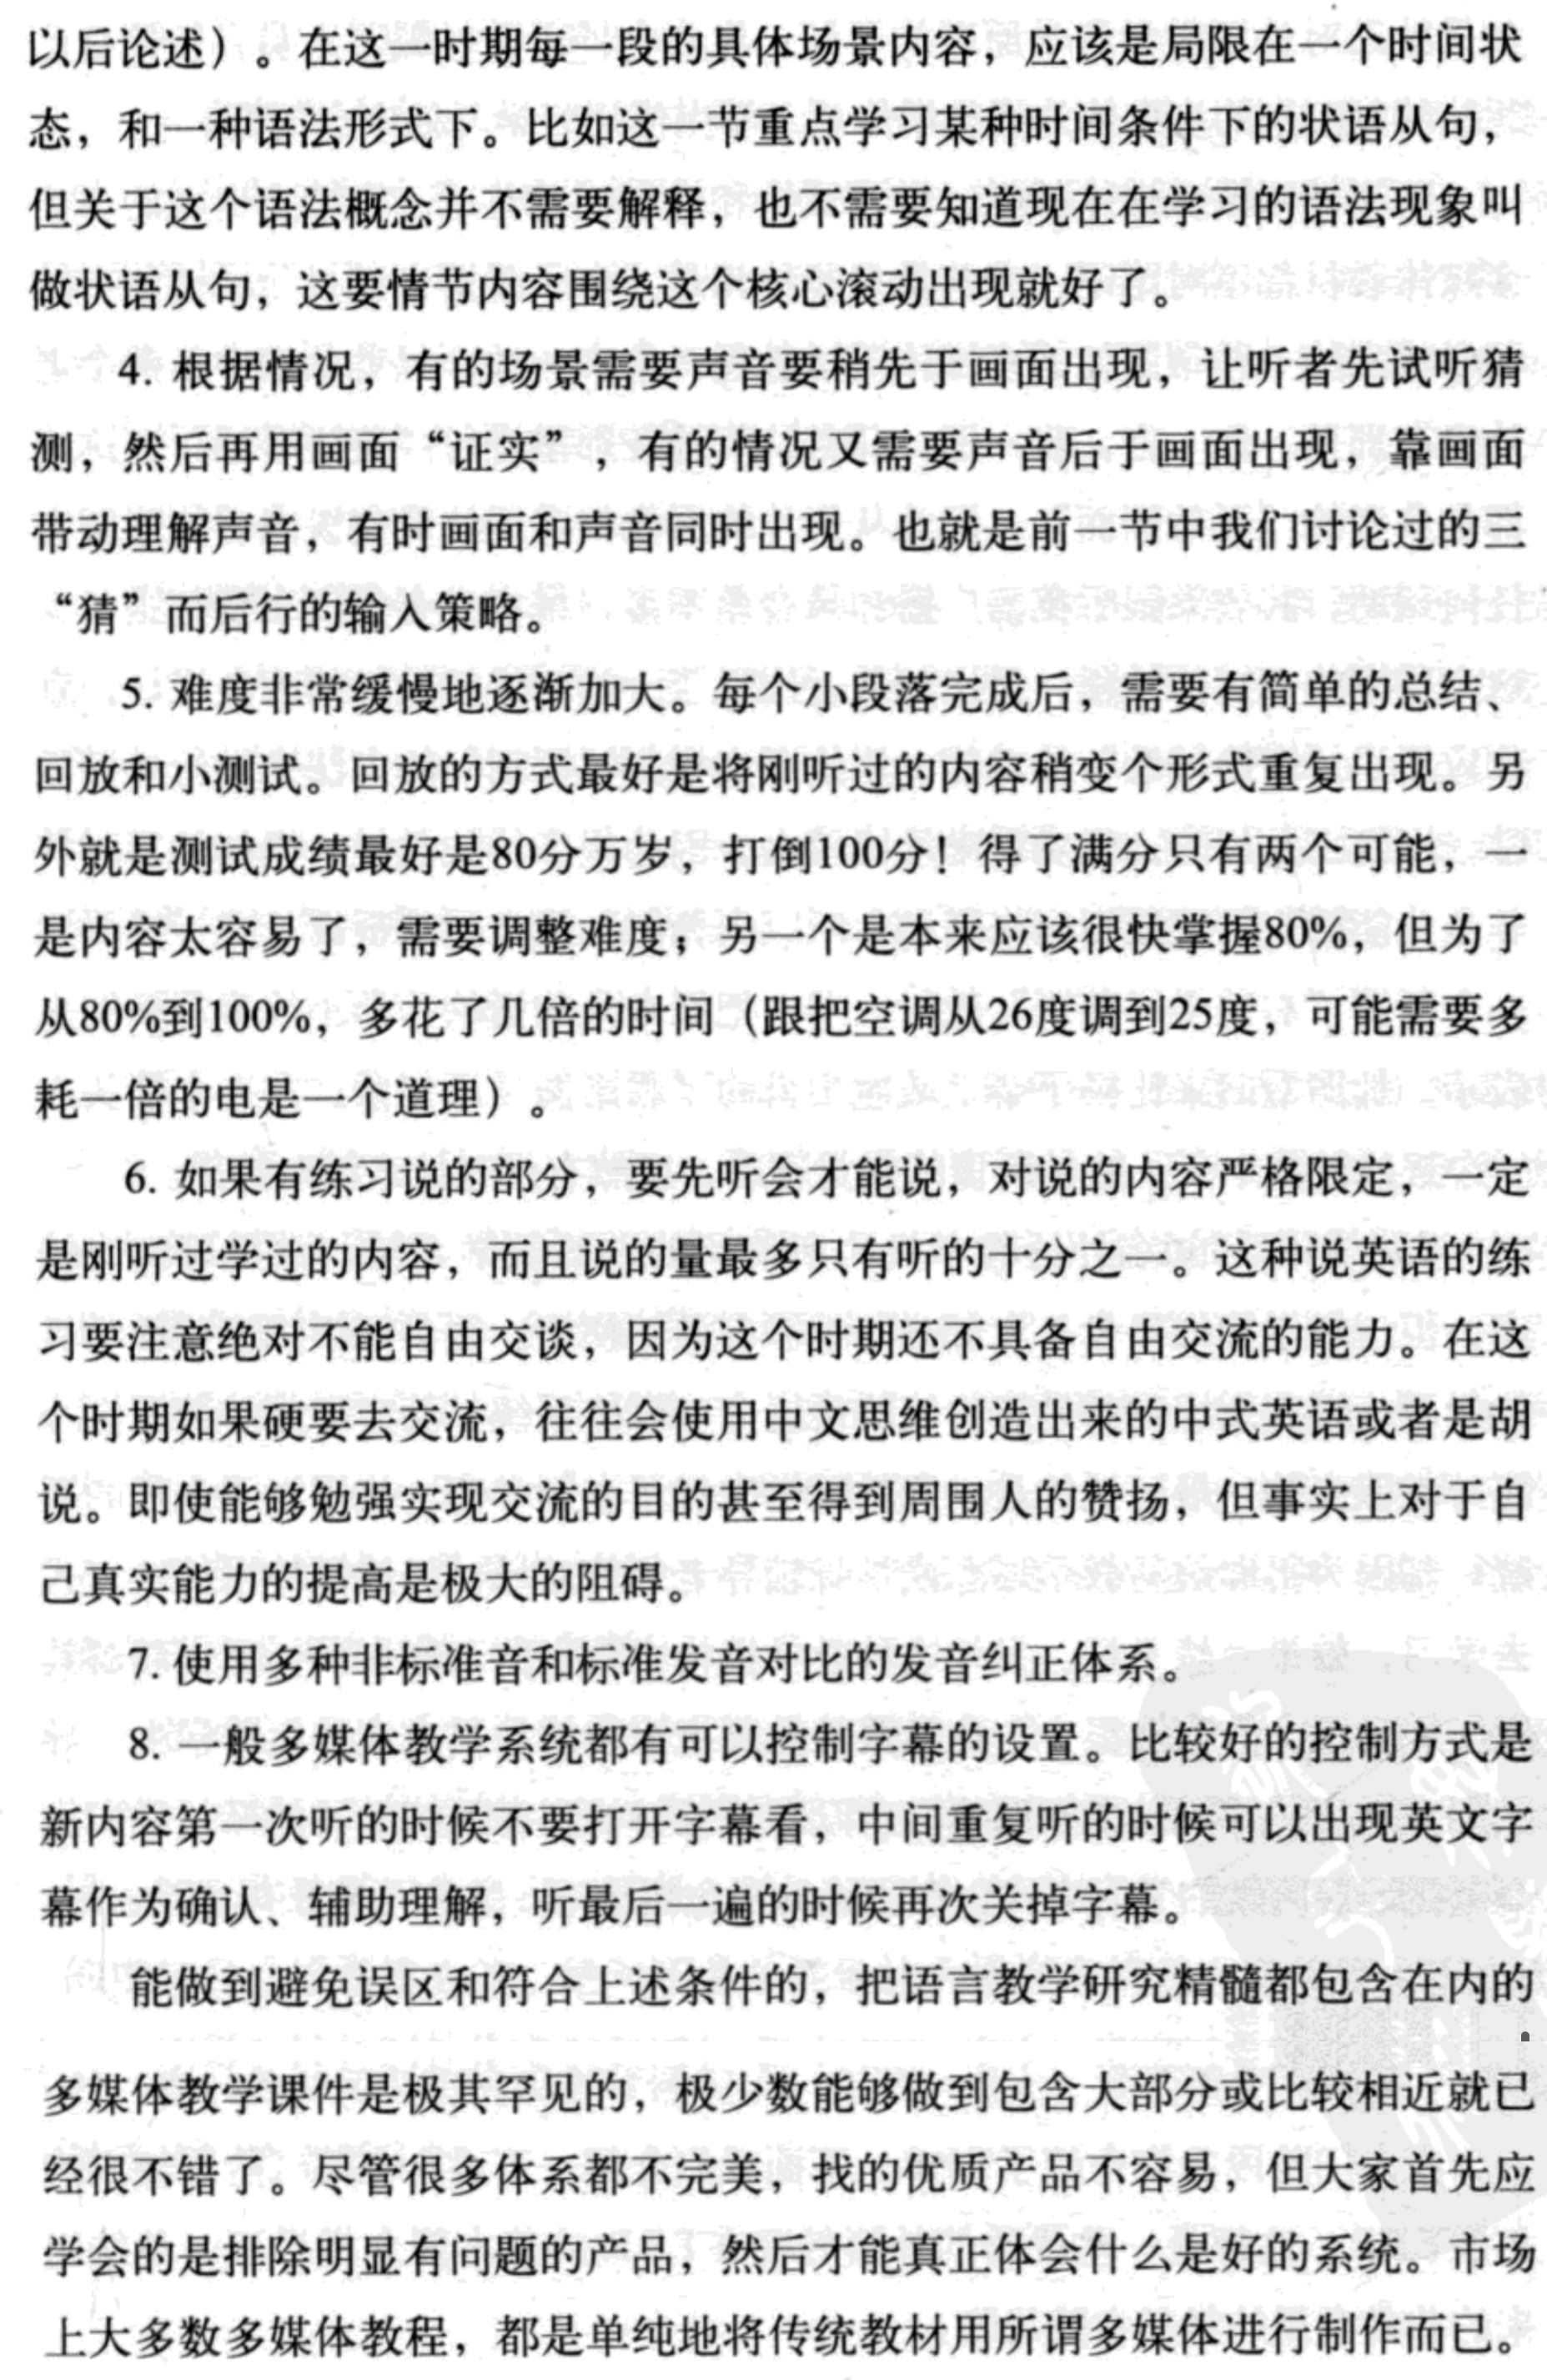 以后论述）。在这一时期每一段的具体场景内容，应该是局限在一个时间状
态，和一种语法形式下。比如这一节重点学习某种时间条件下的状语从句，
但关于这个语法概念并不需要解释，也不需要知道现在在学习的语法现象叫
做状语从句，这要情节内容围绕这个核心滚动出现就好了。
4. 根据情况，有的场景需要声音要稍先于画面出现，让听者先试听猜
测，然后再用画面“证实”，有的情况又需要声音后于画面出现，靠画面
带动理解声音，有时画面和声音同时出现。也就是前一节中我们讨论过的三
“猜”而后行的输入策略。
5. 难度非常缓慢地逐渐加大。每个小段落完成后，需要有简单的总结、
回放和小测试。回放的方式最好是将刚听过的内容稍变个形式重复出现。另
外就是测试成绩最好是80分万岁，打倒100分！得了满分只有两个可能，一
是内容太容易了，需要调整难度；另一个是本来应该很快掌握80%，但为了
从80%到100%，多花了几倍的时间（跟把空调从26度调到25度，可能需要多
耗一倍的电是一个道理）。
6. 如果有练习说的部分，要先听会才能说，对说的内容严格限定，一定
是刚听过学过的内容，而且说的量最多只有听的十分之一。这种说英语的练
习要注意绝对不能自由交谈，因为这个时期还不具备自由交流的能力。在这
个时期如果硬要去交流，往往会使用中文思维创造出来的中式英语或者是胡
说。即使能够勉强实现交流的目的甚至得到周围人的赞扬，但事实上对于自
己真实能力的提高是极大的阻碍。
7. 使用多种非标准音和标准发音对比的发音纠正体系。
8. 一般多媒体教学系统都有可以控制字幕的设置。比较好的控制方式是
新内容第一次听的时候不要打开字幕看，中间重复听的时候可以出现英文字
幕作为确认、辅助理解，听最后一遍的时候再次关掉字幕。
能做到避免误区和符合上述条件的，把语言教学研究精髓都包含在内的
多媒体教学课件是极其罕见的，极少数能够做到包含大部分或比较相近就已
经很不错了。尽管很多体系都不完美，找的优质产品不容易，但大家首先应
学会的是排除明显有问题的产品，然后才能真正体会什么是好的系统。市场
上大多数多媒体教程，都是单纯地将传统教材用所谓多媒体进行制作而已。